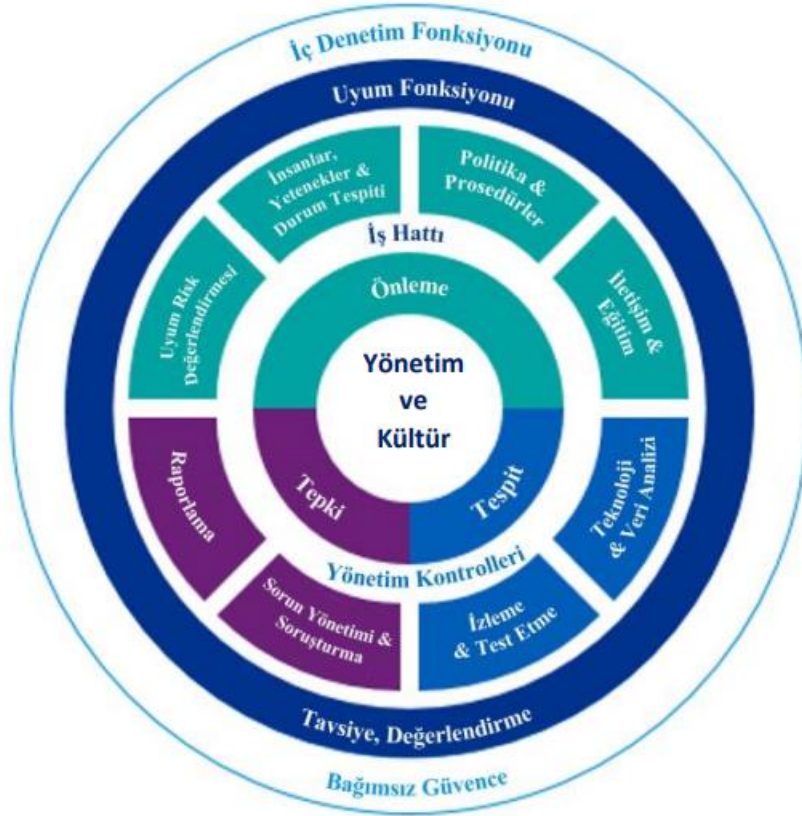 İç Denetim Fonksiyonu
Uyum Fonksiyonu
İnsanlar,
Yetenekler &
Durum Tespiti
Politika &
Prosedürler
İş Hattı
Uyum Risk
Değerlendirmesi
Önleme
İletişim &
Eğitim
Yönetim
ve
Kültür
Raporlama
Tepki
Tespit
Teknoloji
& Veri Analizi
Yönetim Kontrolleri
Sorun Yönetimi &
Soruşturma
İzleme
& Test Etme
Tavsiye, Değerlendirme
Bağımsız Güvence